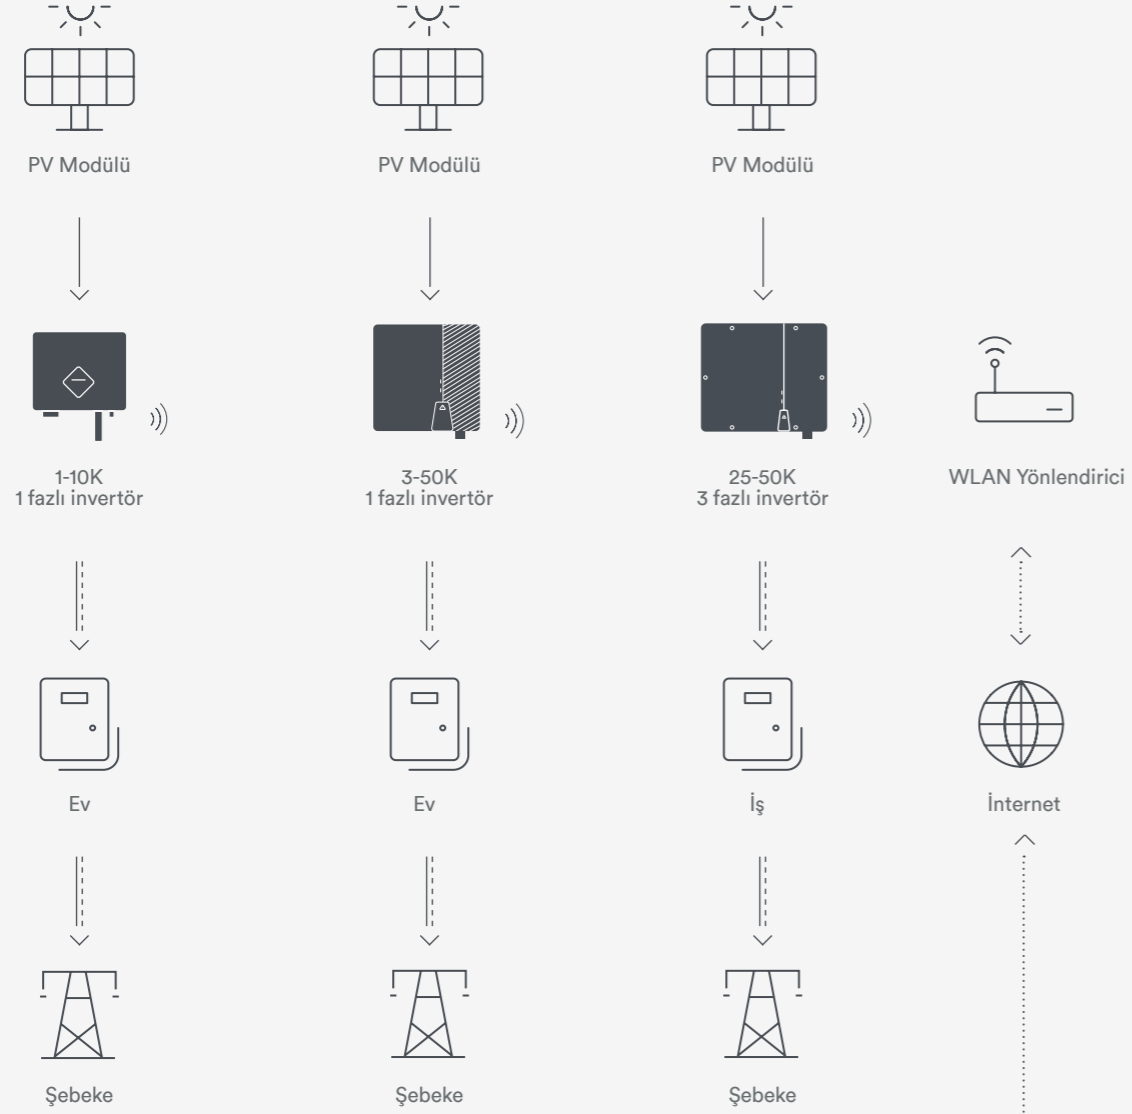 PV Modülü
PV Modülü
PV Modülü
1-10K
1 fazlı invertör
3-50K
1 fazlı invertör
25-50K
3 fazlı invertör
WLAN Yönlendirici
Ev
Ev
İş
İnternet
Şebeke
Şebeke
Şebeke